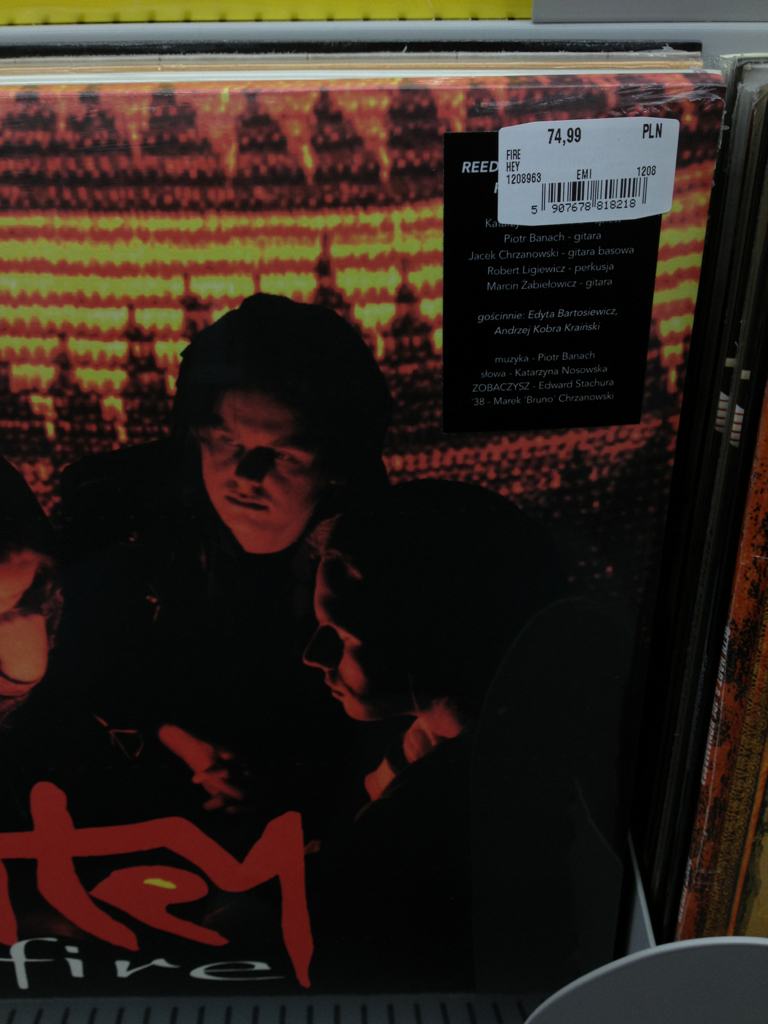 74,99 PLN
FIRE
HEY
1208963 EMI 1208
5 907678 818218
REED
Piotr Banach - gitara
Jacek Chrzanowski - gitara basowa
Robert Ligiewicz - perkusja
Marcin Żabiełowicz - gitara
gościnnie: Edyta Bartosiewicz,
Andrzej Kobra Kraiński
muzyka - Piotr Banach
słowa - Katarzyna Nosowska
ZOBACZYSZ - Edward Stachura
'38 - Marek 'Bruno' Chrzanowski
HEY
fire